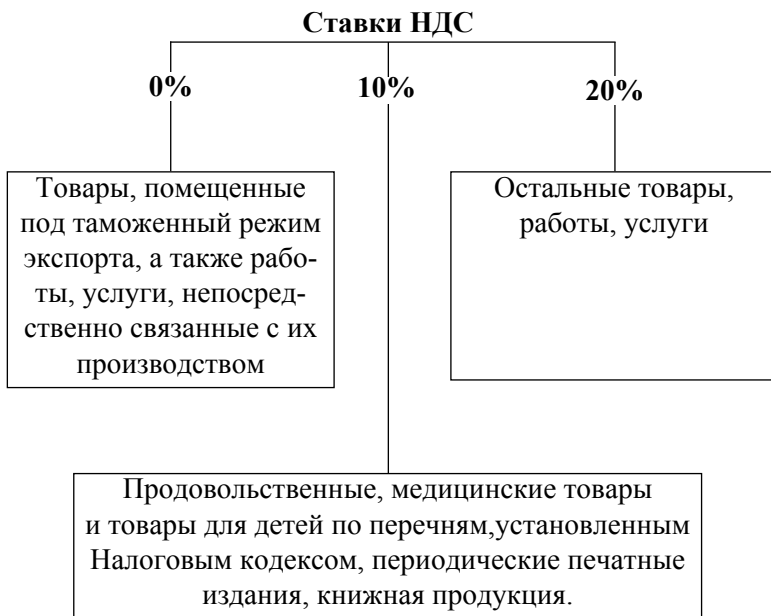 Ставки НДС
0%
10%
20%
Товары, помещенные
под таможенный режим
экспорта, а также рабо-
ты, услуги, непосред-
ственно связанные с их
производством
Остальные товары,
работы, услуги
Продовольственные, медицинские товары
и товары для детей по перечням,установленным
Налоговым кодексом, периодические печатные
издания, книжная продукция.